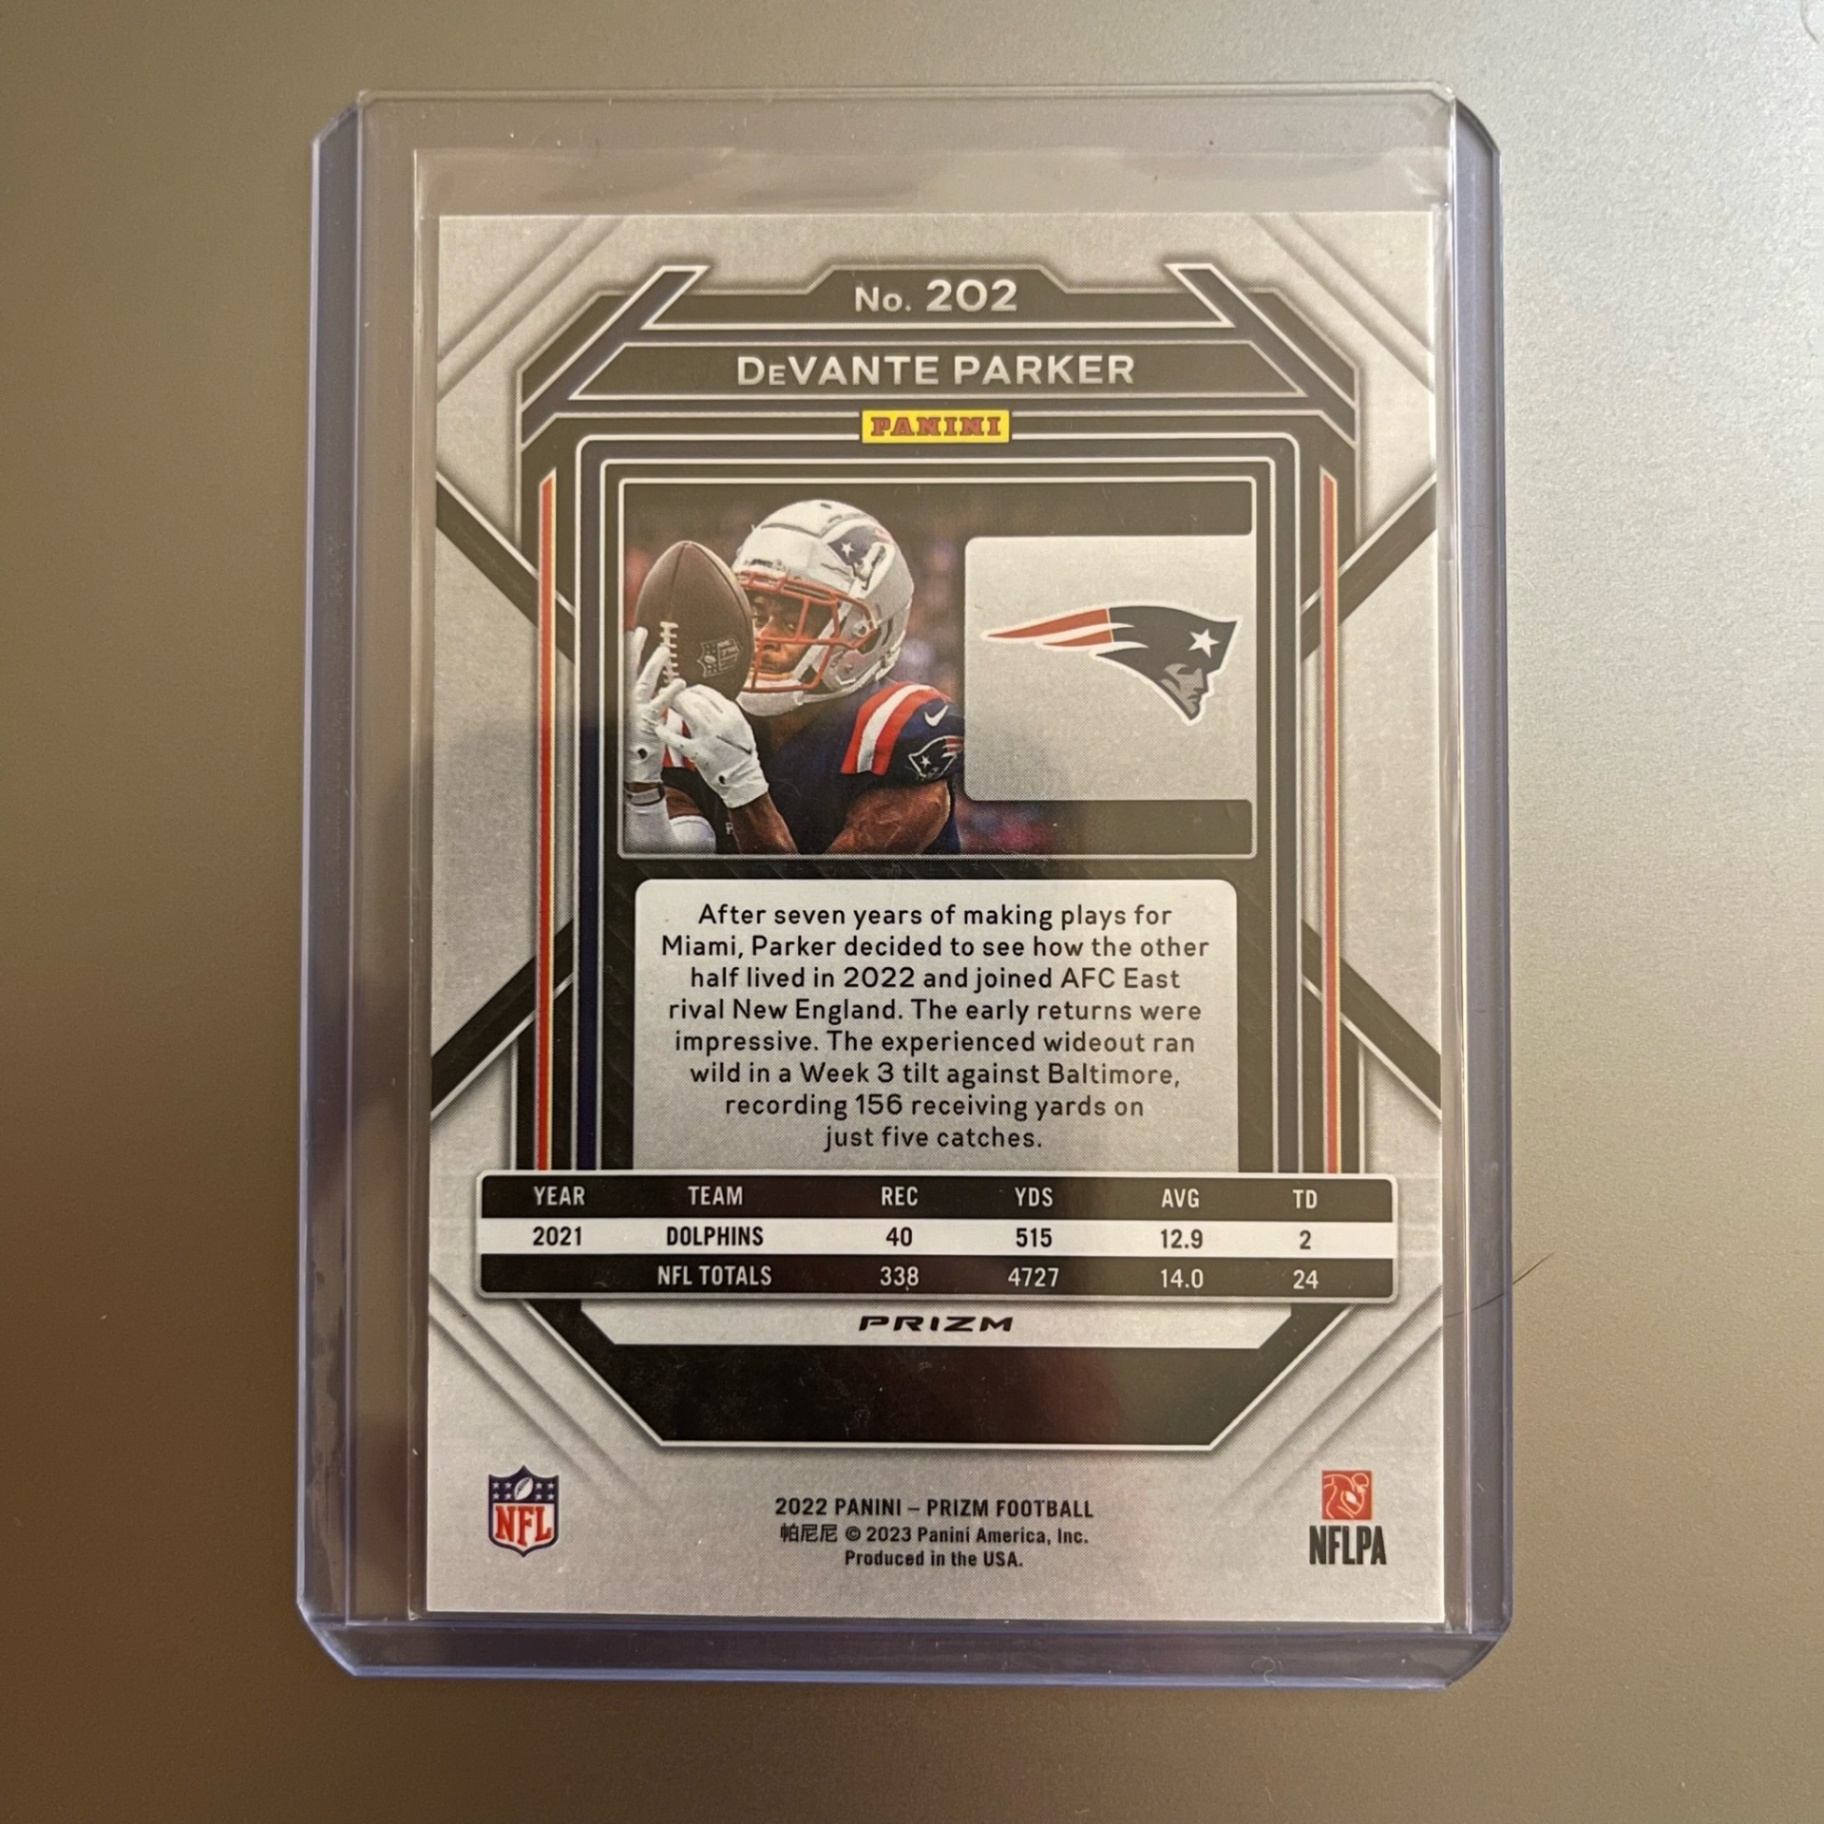 No. 202
DeVANTE PARKER
PANINI
After seven years of making plays for
Miami, Parker decided to see how the other
half lived in 2022 and joined AFC East
rival New England. The early returns were
impressive. The experienced wideout ran
wild in a Week 3 tilt against Baltimore,
recording 156 receiving yards on
just five catches.
YEAR TEAM REC YDS AVG TD
2021 DOLPHINS 40 515 12.9 2
NFL TOTALS 338 4727 14.0 24
PRIZM
NFL
2022 PANINI – PRIZM FOOTBALL
帕尼尼 © 2023 Panini America, Inc.
Produced in the USA.
NFLPA